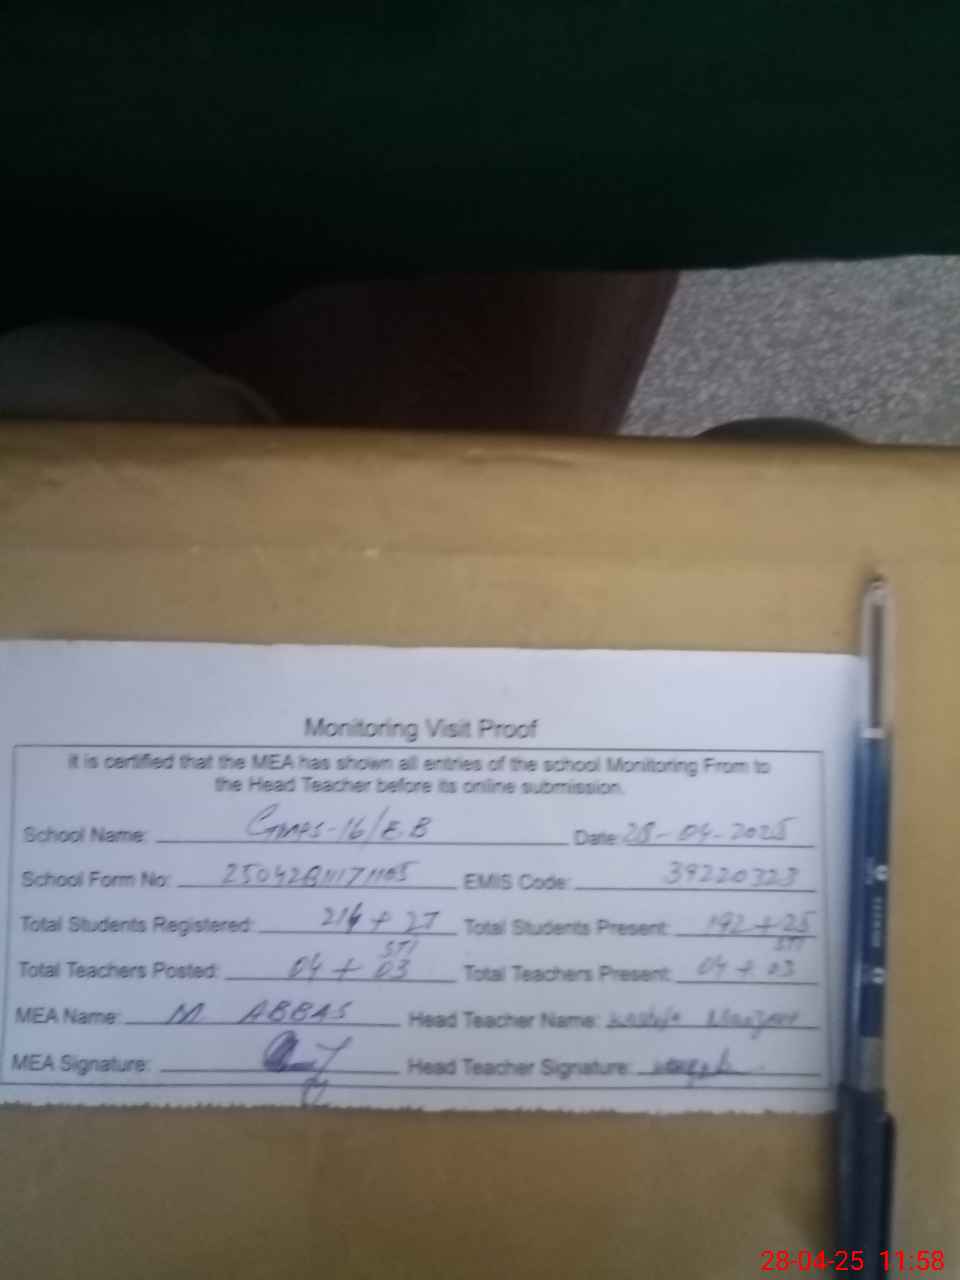 Monitoring Visit Proof
It is certified that the MEA has shown all entries of the school Monitoring From to
the Head Teacher before its online submission.
School Name: GMPS-16/E.B Date: 28-04-2025
School Form No: EMIS Code: 39220323
Total Students Registered: + 27 Total Students Present: 192+25
STI STI
Total Teachers Posted: 04 + 03 Total Teachers Present: 04 + 03
MEA Name: M ABBAS Head Teacher Name:
MEA Signature: Head Teacher Signature:
28-04-25 11:58